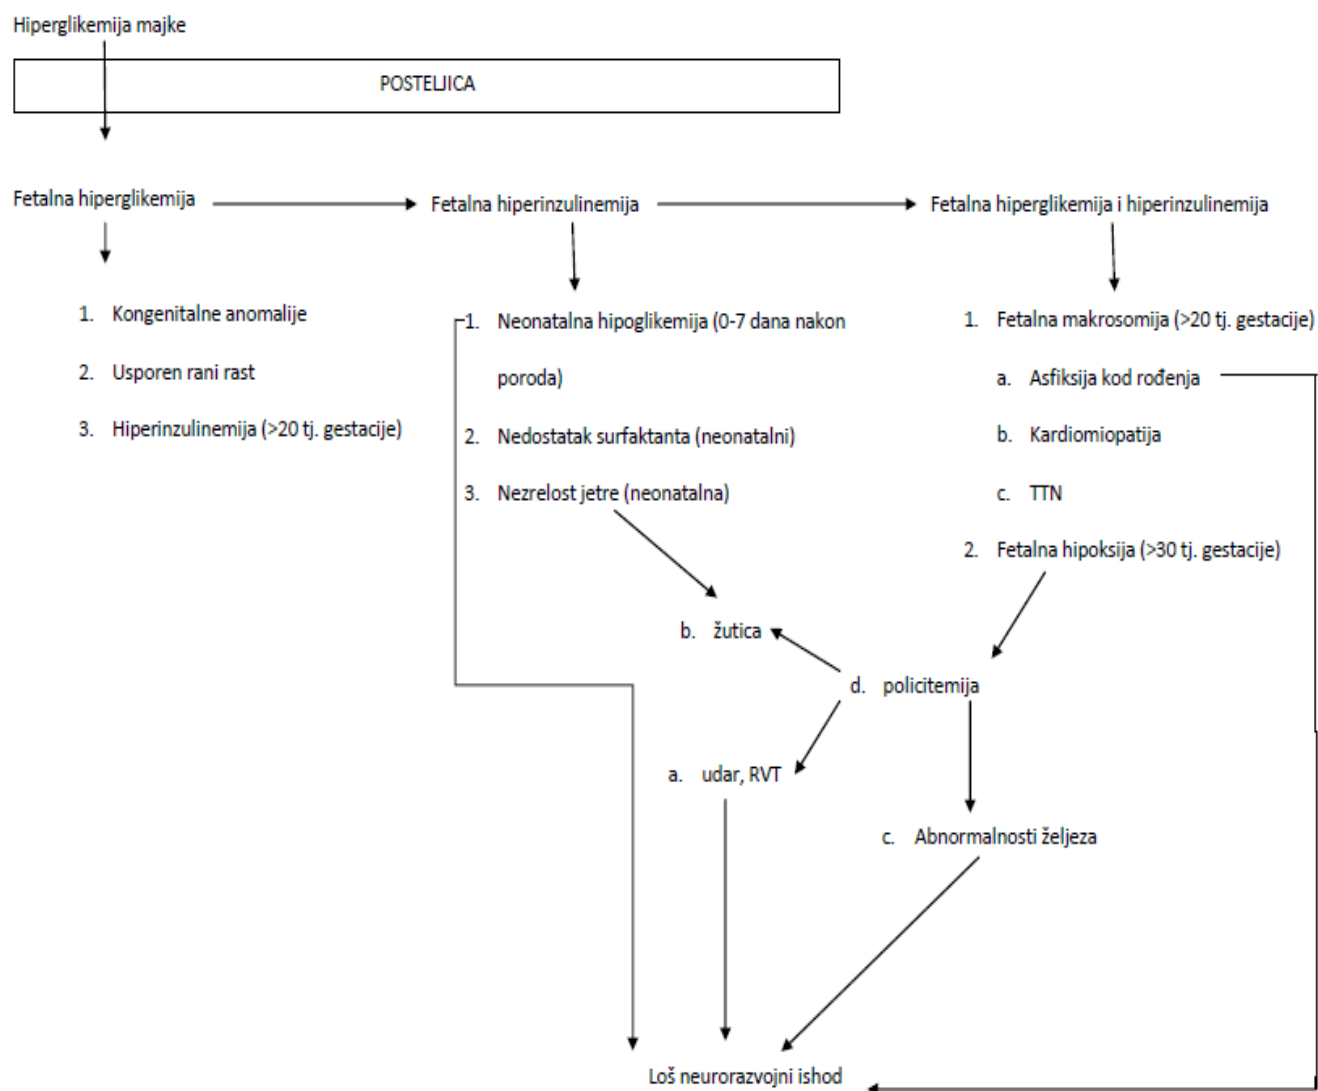 Hiperglikemija majke
POSTELJICA
Fetalna hiperglikemija
Fetalna hiperinzulinemija
Fetalna hiperglikemija i hiperinzulinemija
1. Kongenitalne anomalije
2. Usporen rani rast
3. Hiperinzulinemija (>20 tj. gestacije)
1. Neonatalna hipoglikemija (0-7 dana nakon
poroda)
2. Nedostatak surfaktanta (neonatalni)
3. Nezrelost jetre (neonatalna)
1. Fetalna makrosomija (>20 tj. gestacije)
a. Asfiksija kod rođenja
b. Kardiomiopatija
c. TTN
2. Fetalna hipoksija (>30 tj. gestacije)
b. žutica
d. policitemija
a. udar, RVT
c. Abnormalnosti željeza
Loš neurorazvojni ishod